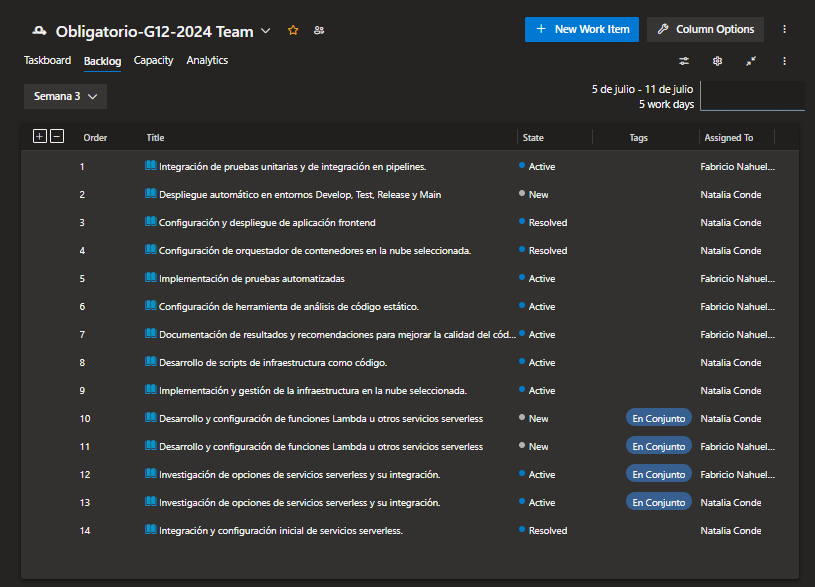 Obligatorio-G12-2024 Team
New Work Item
Column Options
Taskboard Backlog Capacity Analytics
Semana 3
5 de julio - 11 de julio
5 work days
Order Title State Tags Assigned To
1 Integración de pruebas unitarias y de integración en pipelines. Active Fabricio Nahuel...
2 Despliegue automático en entornos Develop, Test, Release y Main New Natalia Conde
3 Configuración y despliegue de aplicación frontend Resolved Natalia Conde
4 Configuración de orquestador de contenedores en la nube seleccionada. Resolved Natalia Conde
5 Implementación de pruebas automatizadas Active Fabricio Nahuel...
6 Configuración de herramienta de análisis de código estático. Active Fabricio Nahuel...
7 Documentación de resultados y recomendaciones para mejorar la calidad del cód... Active Fabricio Nahuel...
8 Desarrollo de scripts de infraestructura como código. Active Natalia Conde
9 Implementación y gestión de la infraestructura en la nube seleccionada. Active Natalia Conde
10 Desarrollo y configuración de funciones Lambda u otros servicios serverless New En Conjunto Natalia Conde
11 Desarrollo y configuración de funciones Lambda u otros servicios serverless New En Conjunto Fabricio Nahuel...
12 Investigación de opciones de servicios serverless y su integración. Active En Conjunto Fabricio Nahuel...
13 Investigación de opciones de servicios serverless y su integración. Active En Conjunto Natalia Conde
14 Integración y configuración inicial de servicios serverless. Resolved Natalia Conde